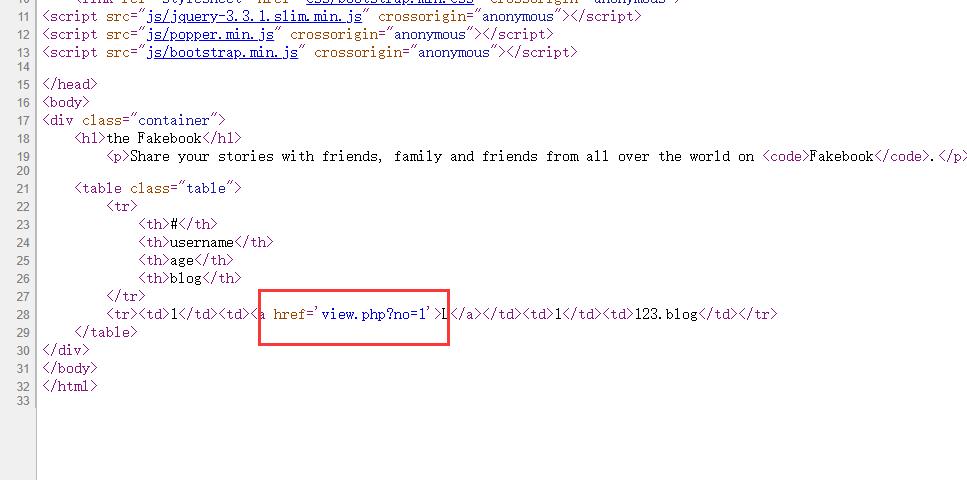 11 <script src="js/jquery-3.3.1.slim.min.js" crossorigin="anonymous"></script>
12 <script src="js/popper.min.js" crossorigin="anonymous"></script>
13 <script src="js/bootstrap.min.js" crossorigin="anonymous"></script>
14
15 </head>
16 <body>
17 <div class="container">
18 <h1>the Fakebook</h1>
19 <p>Share your stories with friends, family and friends from all over the world on <code>Fakebook</code>.</p>
20
21 <table class="table">
22 <tr>
23 <th>#</th>
24 <th>username</th>
25 <th>age</th>
26 <th>blog</th>
27 </tr>
28 <tr><td>1</td><td><a href='view.php?no=1'>L</a></td><td>1</td><td>123.blog</td></tr>
29 </table>
30 </div>
31 </body>
32 </html>
33